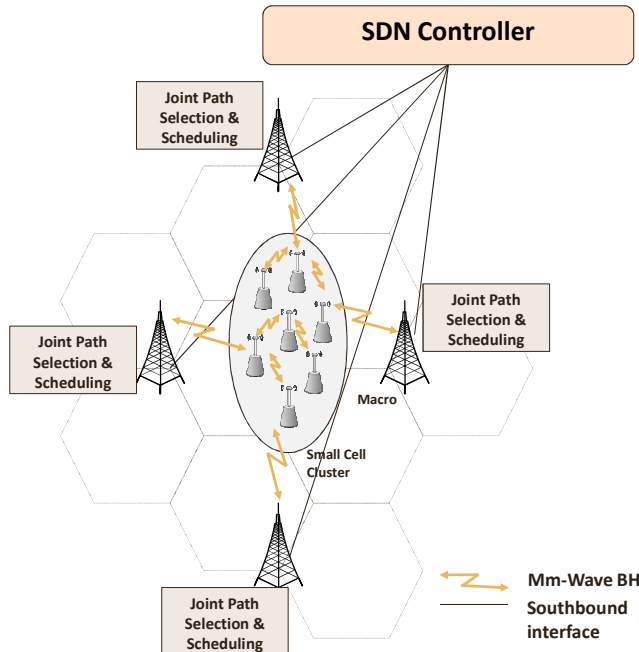 SDN Controller
Joint Path
Selection &
Scheduling
Joint Path
Selection &
Scheduling
Joint Path
Selection &
Scheduling
Macro
Small Cell
Cluster
Mm-Wave BH
Southbound
interface
Joint Path
Selection &
Scheduling